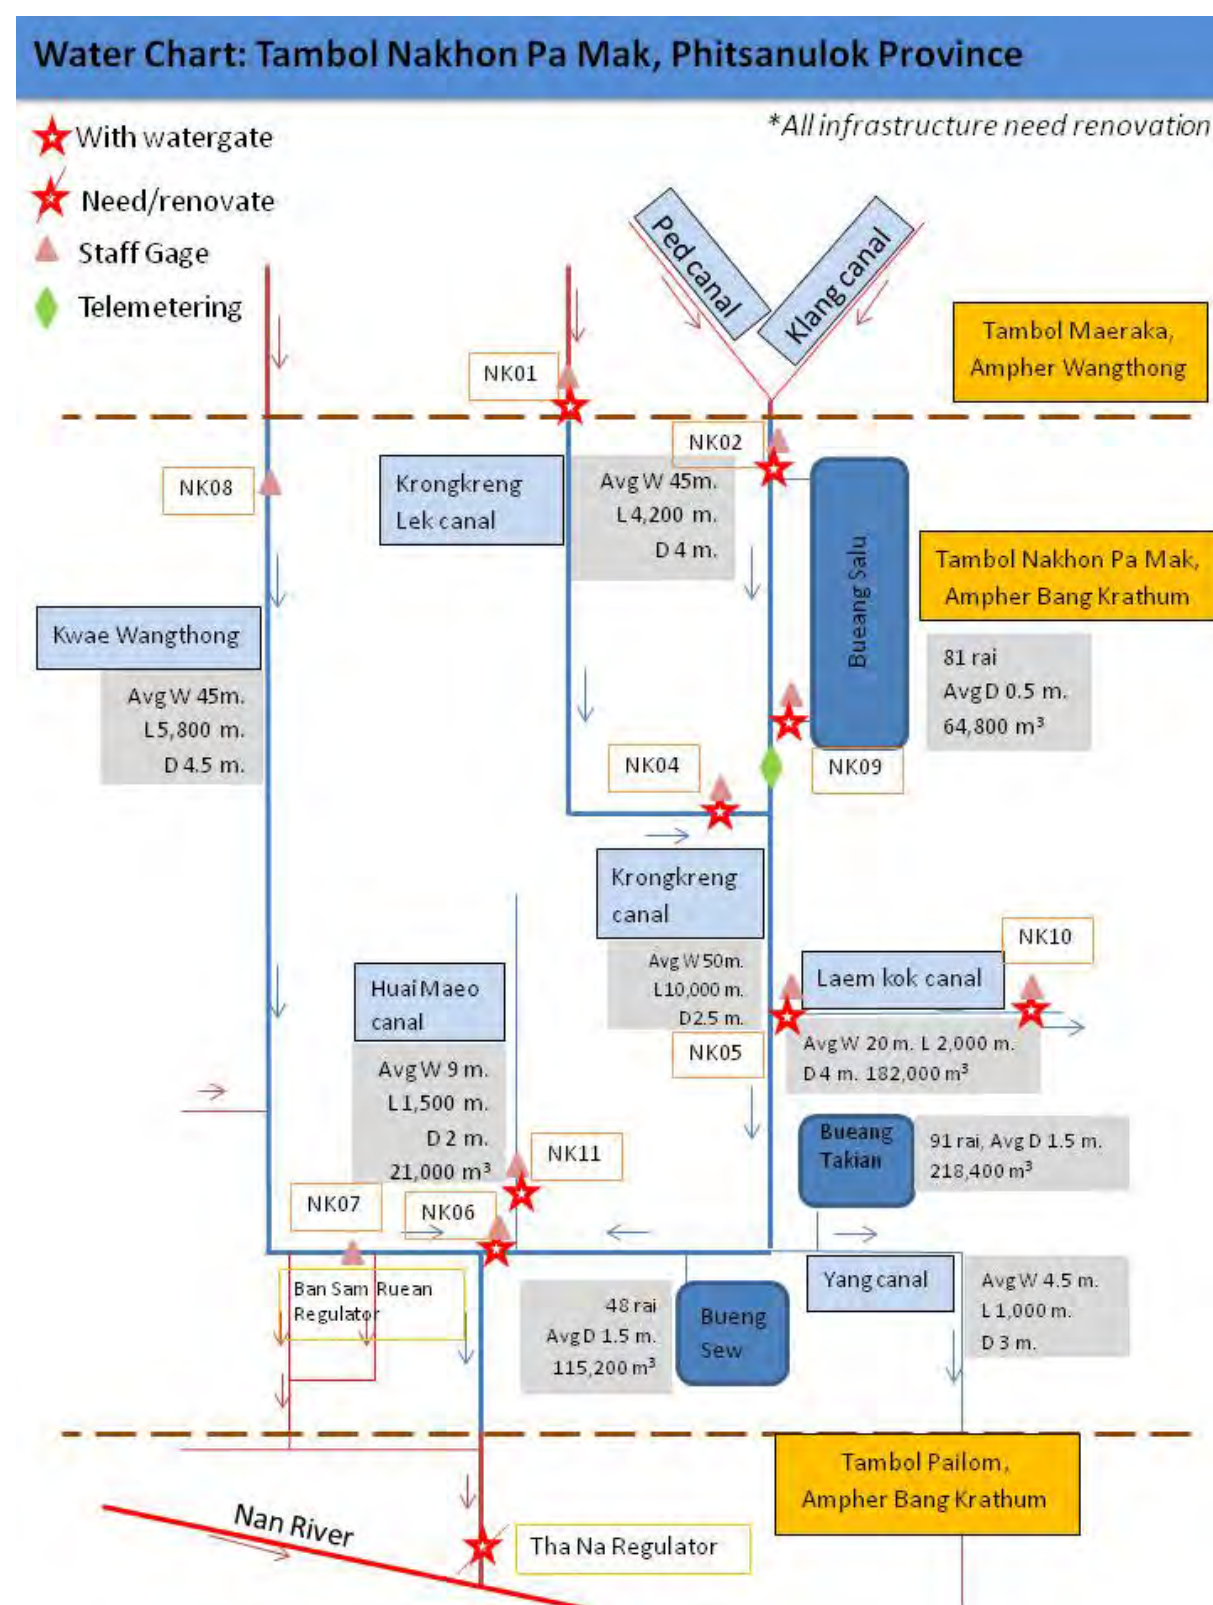 Water Chart: Tambol Nakhon Pa Mak, Phitsanulok Province
With watergate
*All infrastructure need renovation
Need/renovate
Staff Gage
Telemetering
Ped canal
Klang canal
Tambol Maeraka,
Ampher Wangthong
NK01
NK02
NK08
Krongkreng
Lek canal
Avg W 45m.
L 4,200 m.
D 4 m.
Bueang Salu
Tambol Nakhon Pa Mak,
Ampher Bang Krathum
Kwae Wangthong
Avg W 45m.
L 5,800 m.
D 4.5 m.
81 rai
Avg D 0.5 m.
64,800 m³
NK04
NK09
Krongkreng
canal
Avg W 50m.
L 10,000 m.
D 2.5 m.
NK10
Laem kok canal
Avg W 20 m. L 2,000 m.
D 4 m. 182,000 m³
Huai Maeo
canal
Avg W 9 m.
L 1,500 m.
D 2 m.
21,000 m³
NK05
Bueang
Takian
91 rai, Avg D 1.5 m.
218,400 m³
NK11
NK07
NK06
Ban Sam Ruean
Regulator
48 rai
Avg D 1.5 m.
115,200 m³
Bueng
Sew
Yang canal
Avg W 4.5 m.
L 1,000 m.
D 3 m.
Tambol Pailom,
Ampher Bang Krathum
Nan River
Tha Na Regulator